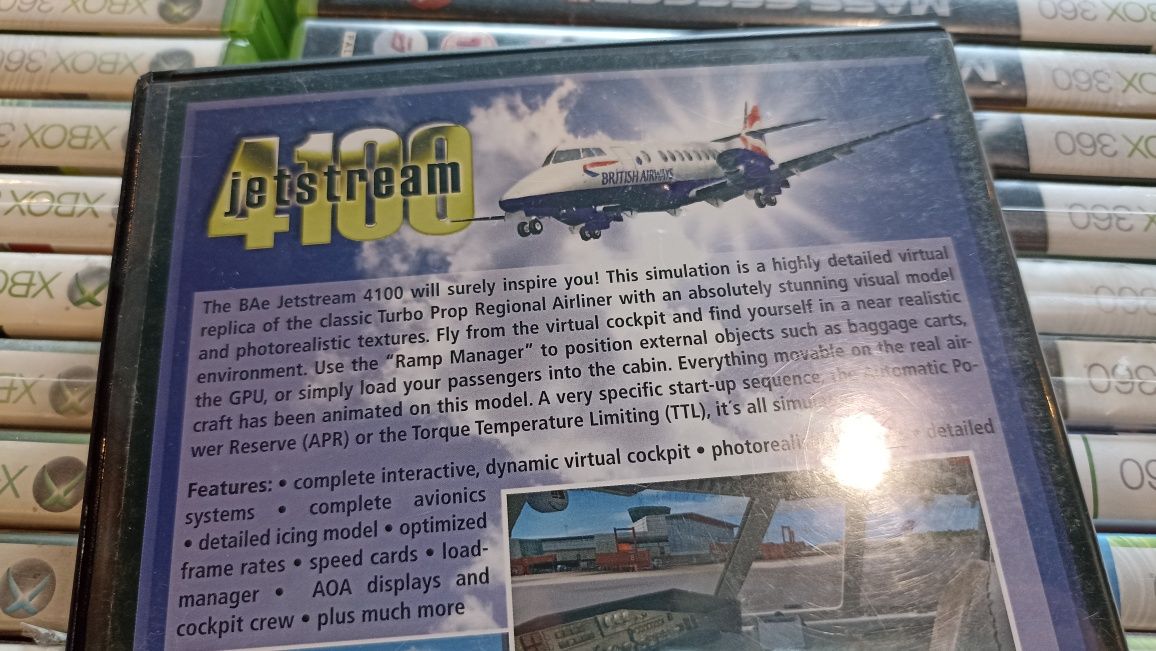 XBOX 360
XBOX 360
XBOX 3
XBOX
XBOX
MASS
XBOX 360
360
360 XO
360 X
360
360
4100
jetstream
BRITISH AIRWAYS
The BAe Jetstream 4100 will surely inspire you! This simulation is a highly detailed virtual
replica of the classic Turbo Prop Regional Airliner with an absolutely stunning visual model
and photorealistic textures. Fly from the virtual cockpit and find yourself in a near realistic
environment. Use the "Ramp Manager" to position external objects such as baggage carts,
the GPU, or simply load your passengers into the cabin. Everything movable on the real air-
craft has been animated on this model. A very specific start-up sequence, the Automatic Po-
wer Reserve (APR) or the Torque Temperature Limiting (TTL), it's all
Features: • complete interactive, dynamic virtual cockpit • detailed
systems • complete avionics
• detailed icing model • optimized
frame rates • speed cards • load-
manager • AOA displays and
cockpit crew • plus much more